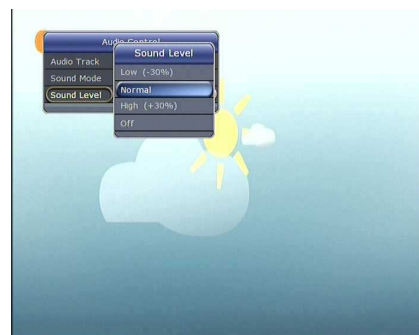 Audio Control
Audio Track
Sound Mode
Sound Level
Sound Level
Low (-30%)
Normal
High (+30%)
Off